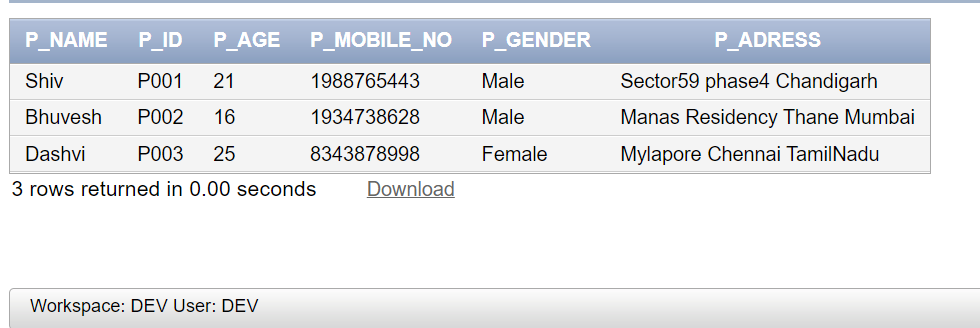 P_NAME P_ID P_AGE P_MOBILE_NO P_GENDER P_ADRESS
Shiv P001 21 1988765443 Male Sector59 phase4 Chandigarh
Bhuvesh P002 16 1934738628 Male Manas Residency Thane Mumbai
Dashvi P003 25 8343878998 Female Mylapore Chennai TamilNadu
3 rows returned in 0.00 seconds Download
Workspace: DEV User: DEV